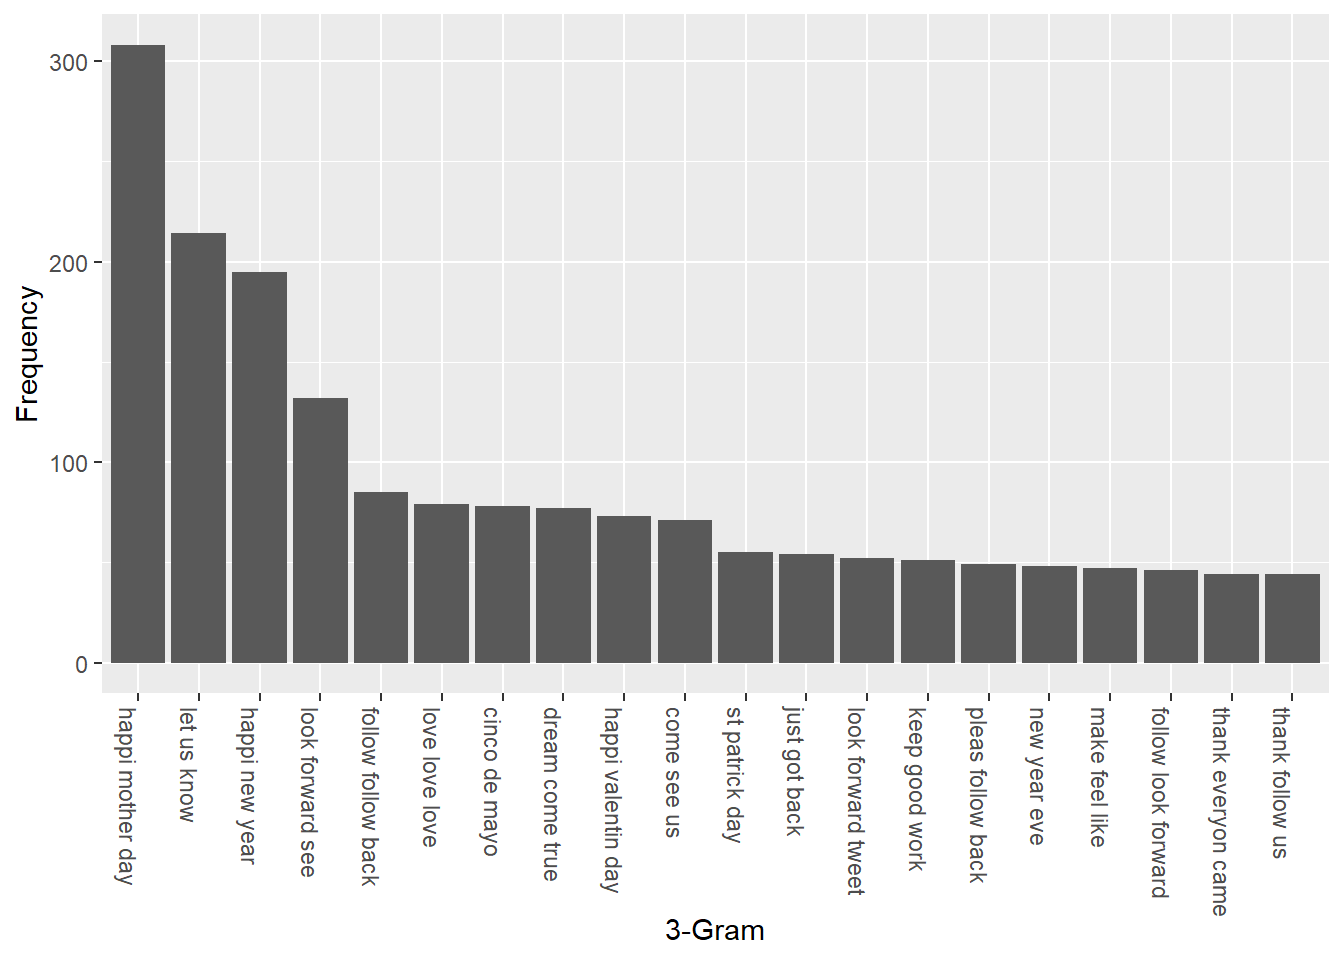 300
200
100
0
Frequency
happi mother day
let us know
happi new year
look forward see
follow follow back
love love love
cinco de mayo
dream come true
happi valentin day
come see us
st patrick day
just got back
look forward tweet
keep good work
pleas follow back
new year eve
make feel like
follow look forward
thank everyon came
thank follow us
3-Gram